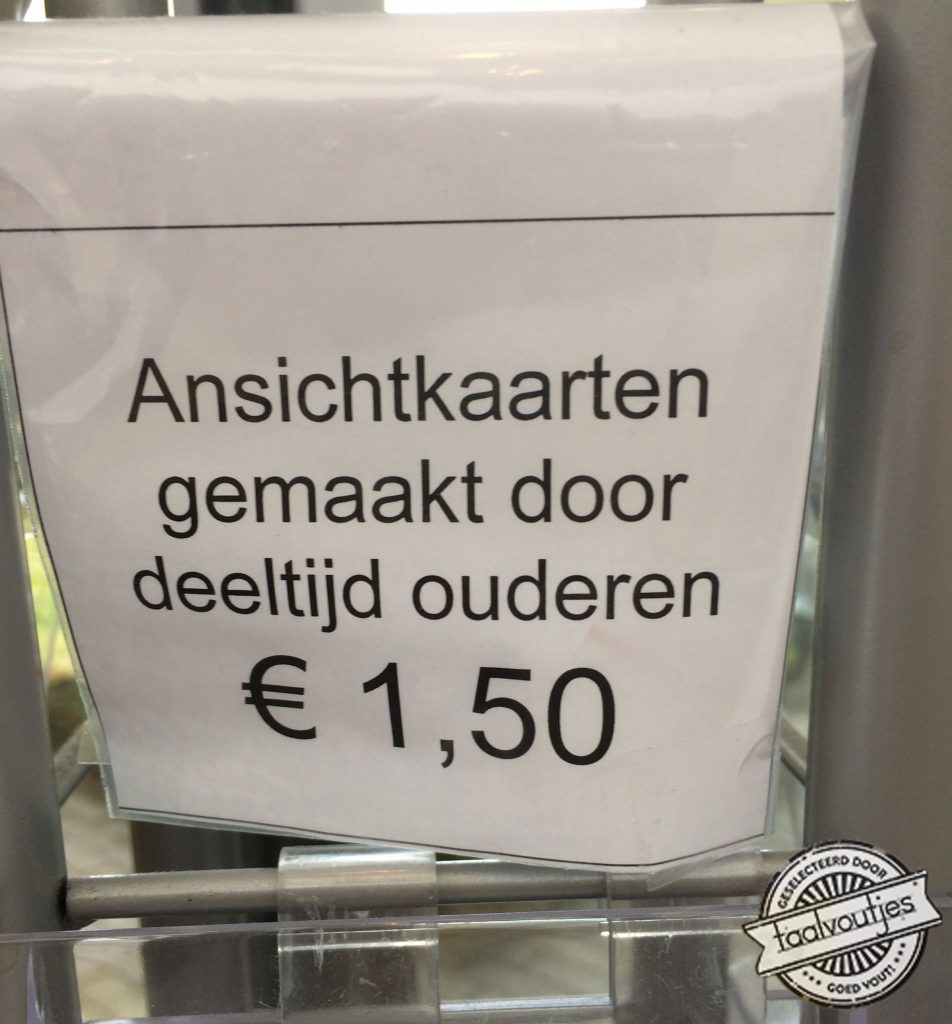 Ansichtkaarten
gemaakt door
deeltijd ouderen
€ 1,50
GESELECTEERD DOOR
taalvoutjes
GOED VOUT!